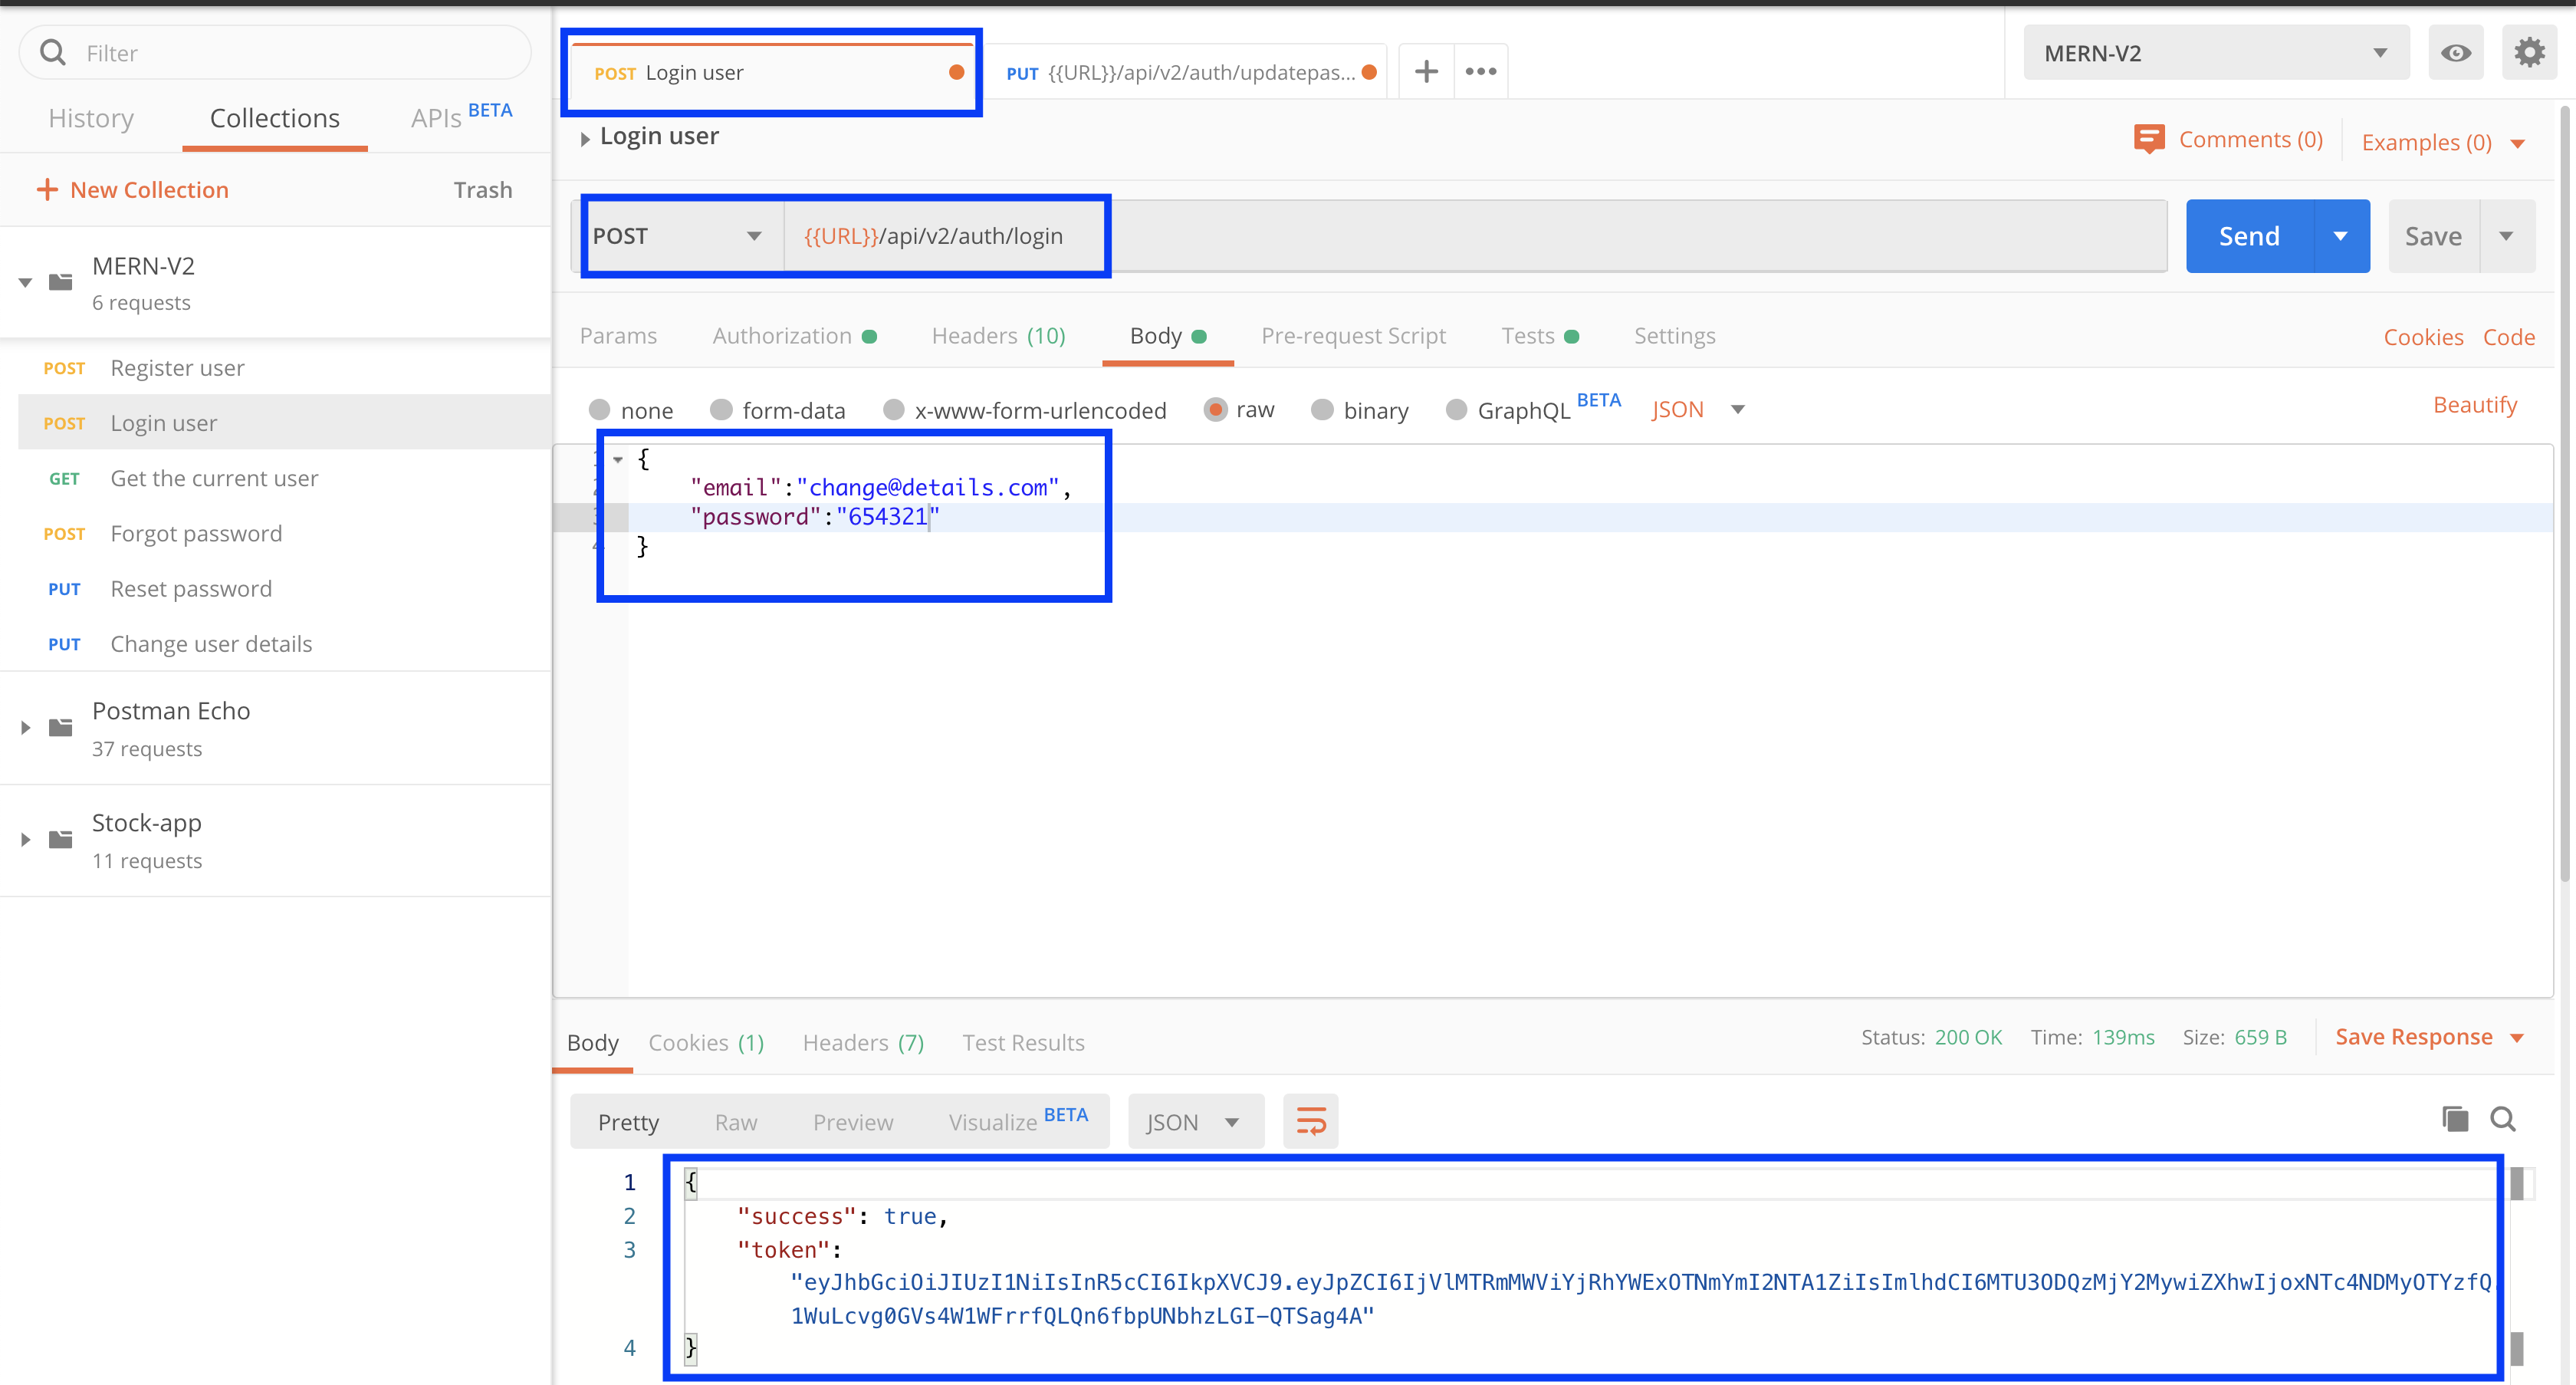 Filter
History Collections APIs BETA
+ New Collection Trash
MERN-V2
6 requests
POST Register user
POST Login user
GET Get the current user
POST Forgot password
PUT Reset password
PUT Change user details
Postman Echo
37 requests
Stock-app
11 requests
POST Login user
PUT {{URL}}/api/v2/auth/updatepas...
MERN-V2
Login user
Comments (0) Examples (0)
POST {{URL}}/api/v2/auth/login Send Save
Params Authorization Headers (10) Body Pre-request Script Tests Settings Cookies Code
none form-data x-www-form-urlencoded raw binary GraphQL BETA JSON Beautify
1 {
2 "email":"change@details.com",
3 "password":"654321"
4 }
Body Cookies (1) Headers (7) Test Results Status: 200 OK Time: 139ms Size: 659 B Save Response
Pretty Raw Preview Visualize BETA JSON
1 {
2 "success": true,
3 "token":
"eyJhbGciOiJIUzI1NiIsInR5cCI6IkpXVCJ9.eyJpZCI6IjVlMTRmMWViYjRhYWExOTNmYmI2NTA1ZiIsImlhdCI6MTU3ODQzMjY2MywiZXhwIjoxNTc4NDMyOTYzfQ.
1WuLcvg0GVs4W1WFrrfQLQn6fbpUNbhzLGI-QTSag4A"
4 }